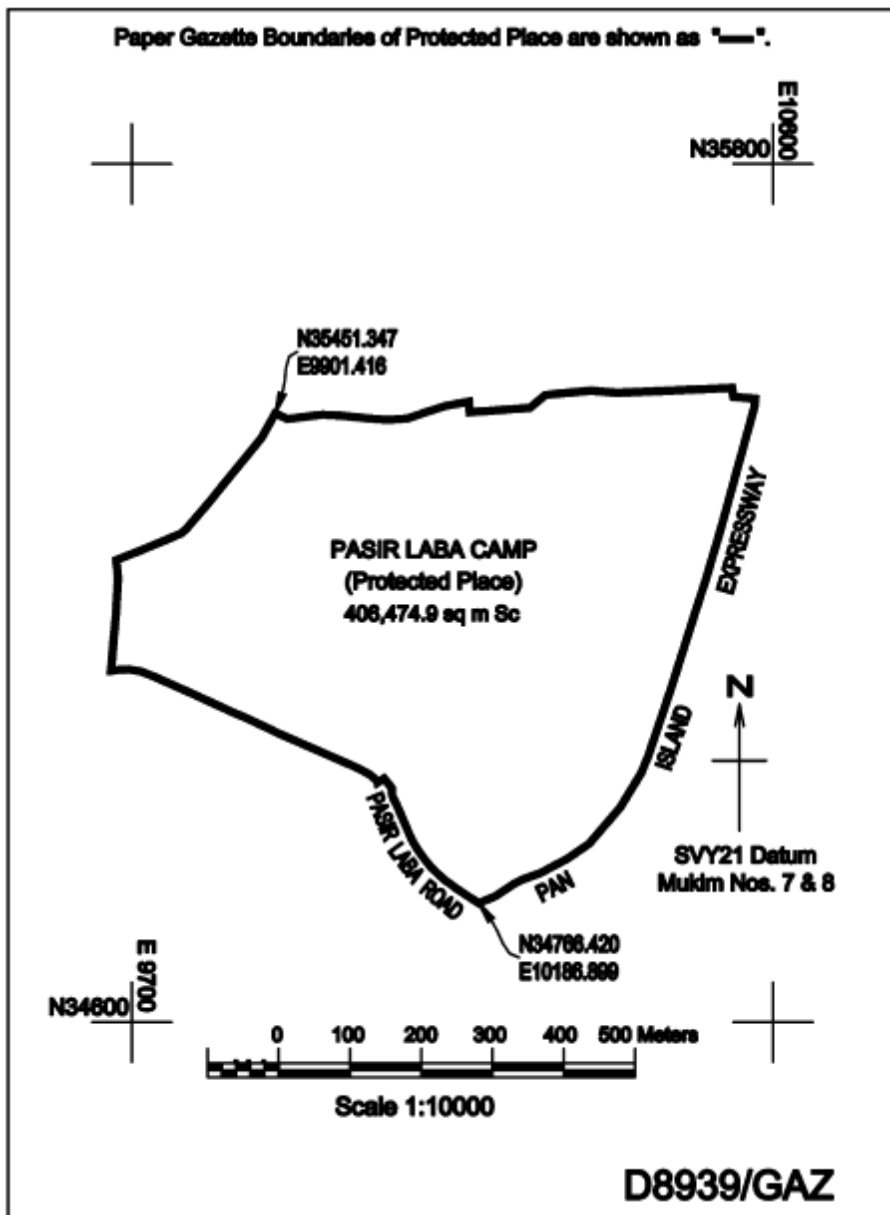 Paper Gazette Boundaries of Protected Place are shown as "——".
E10600
N35800
N35451.347
E9901.416
PASIR LABA CAMP
(Protected Place)
406,474.9 sq m Sc
EXPRESSWAY
ISLAND
PAN
PASIR LABA ROAD
N
SVY21 Datum
Mukim Nos. 7 & 8
N34766.420
E10186.899
E 9700
N34600
0 100 200 300 400 500 Meters
Scale 1:10000
D8939/GAZ